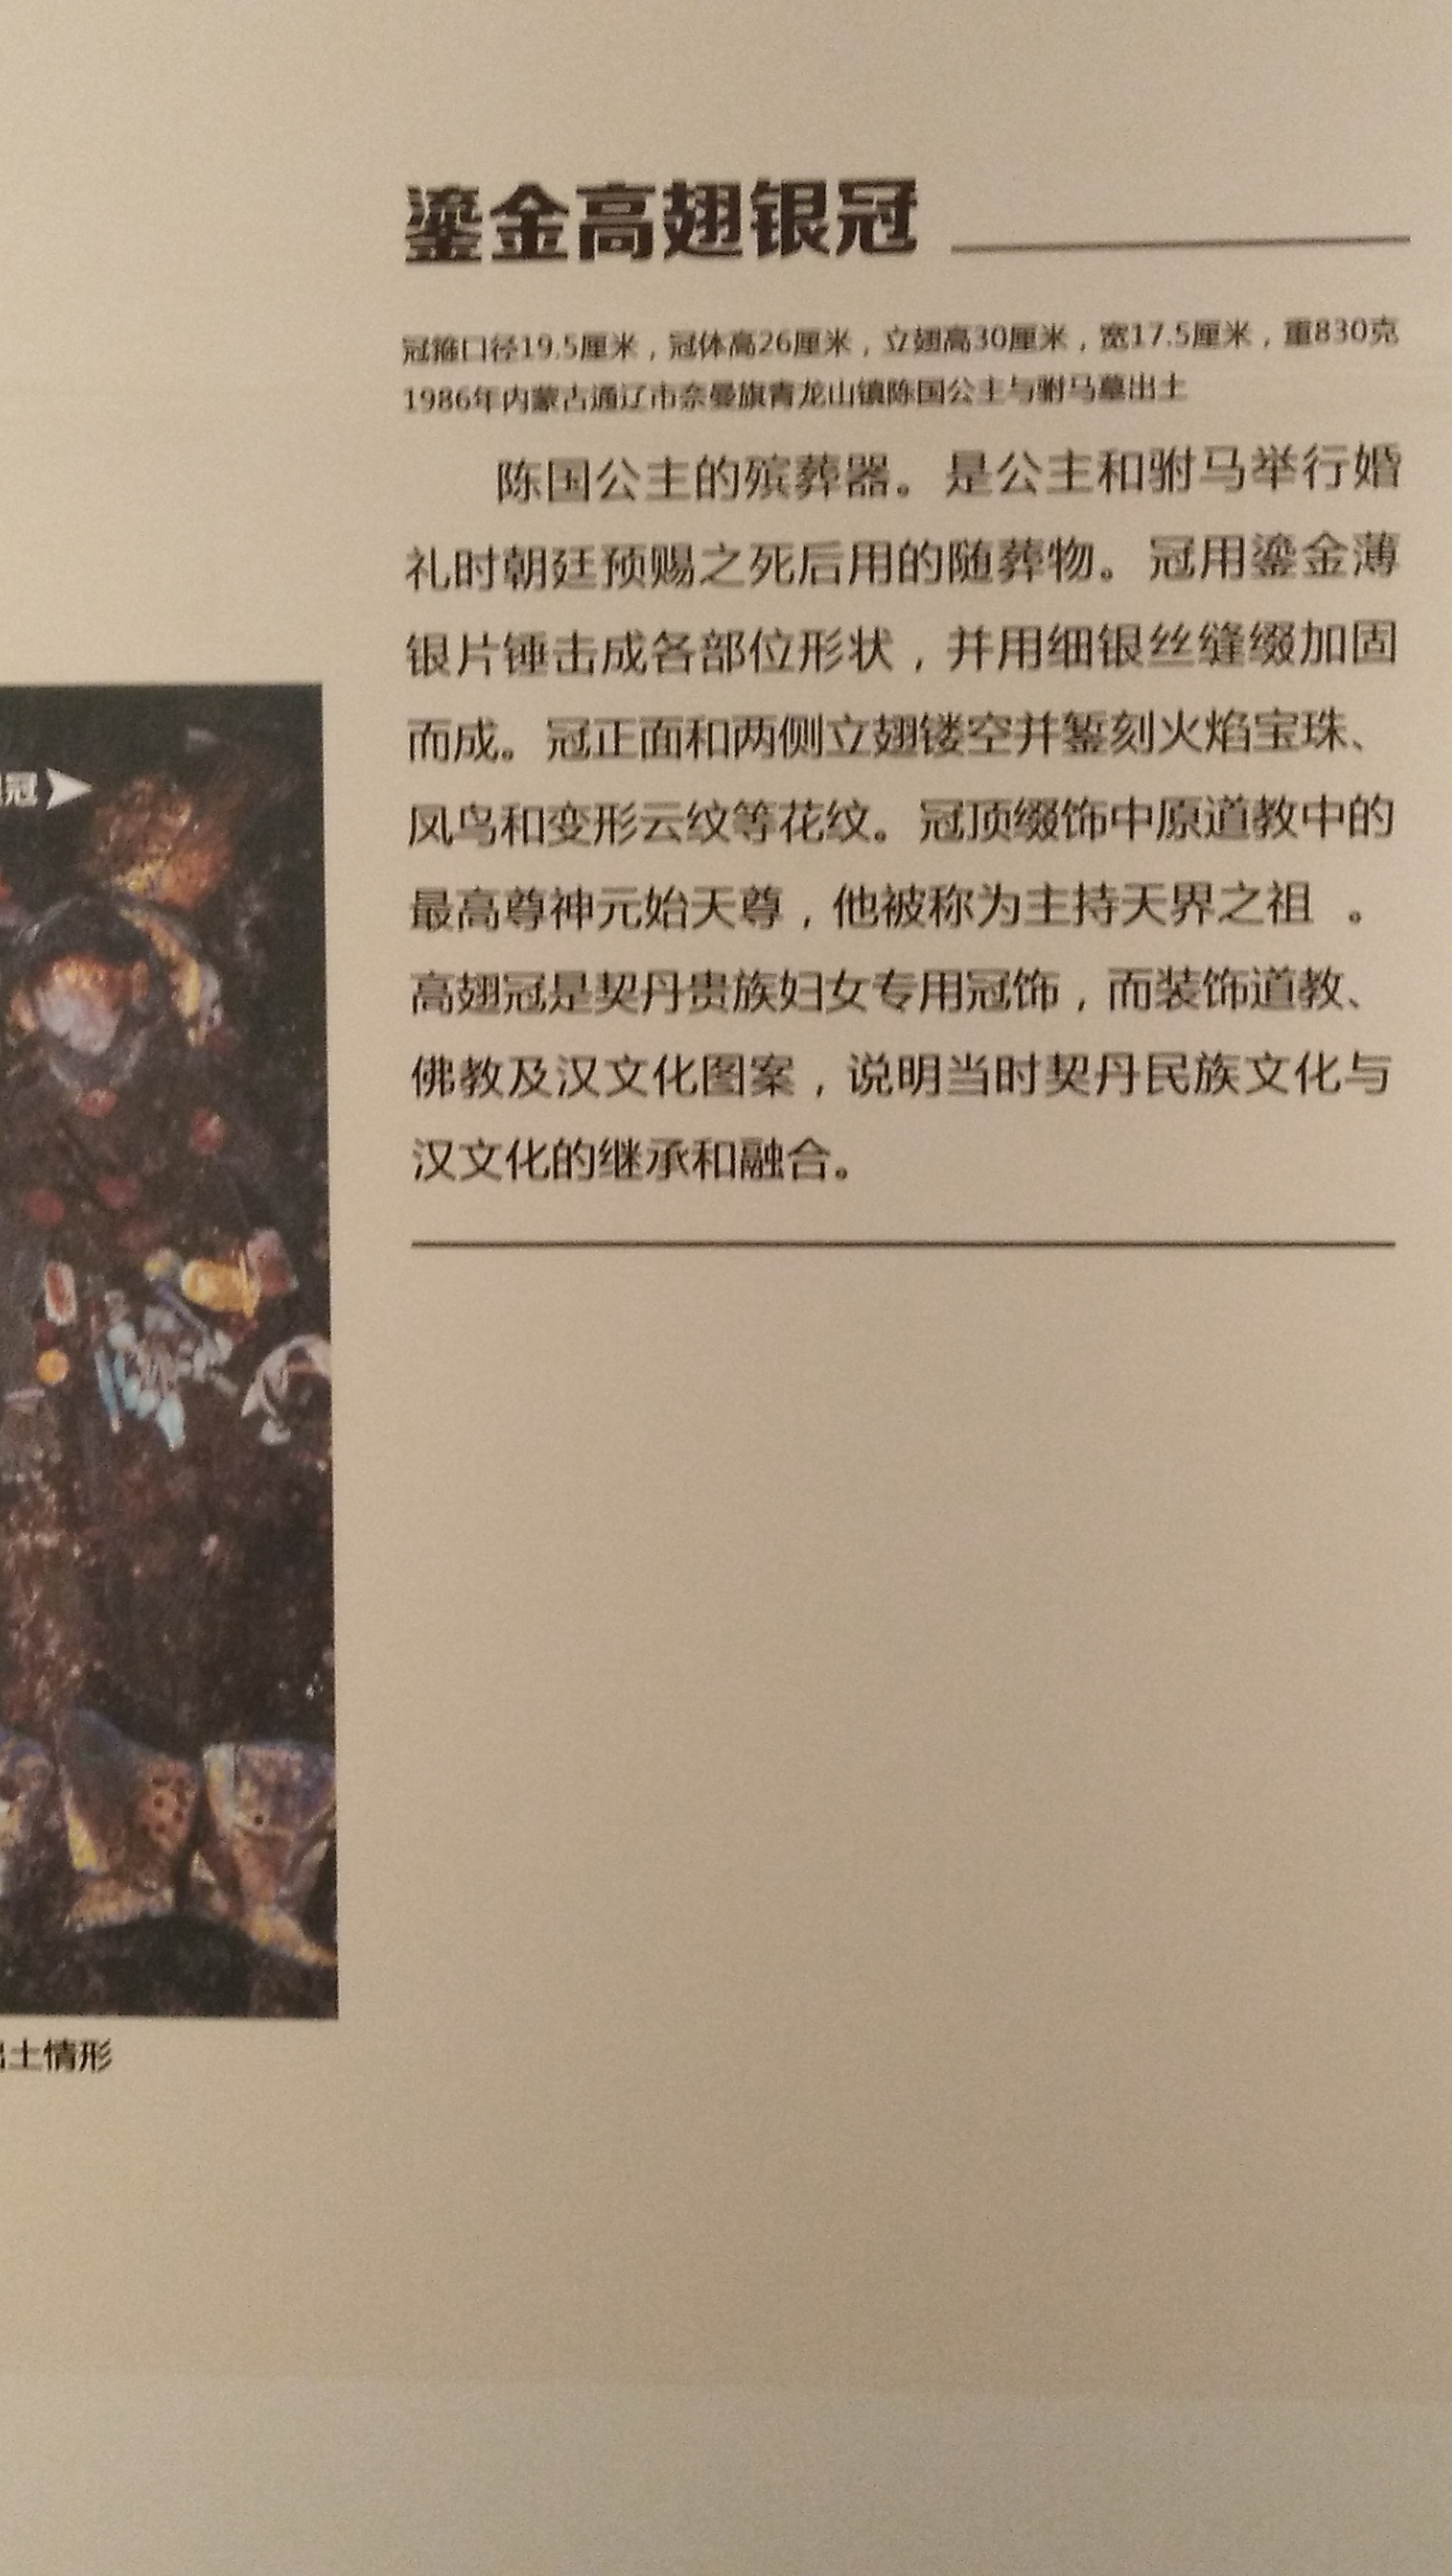 鎏金高翅银冠
冠箍口径19.5厘米，冠体高26厘米，立翅高30厘米，宽17.5厘米，重830克
1986年内蒙古通辽市奈曼旗青龙山镇陈国公主与驸马墓出土
陈国公主的殡葬器。是公主和驸马举行婚
礼时朝廷预赐之死后用的随葬物。冠用鎏金薄
银片锤击成各部位形状，并用细银丝缝缀加固
而成。冠正面和两侧立翅镂空并錾刻火焰宝珠、
凤鸟和变形云纹等花纹。冠顶缀饰中原道教中的
最高尊神元始天尊，他被称为主持天界之祖 。
高翅冠是契丹贵族妇女专用冠饰，而装饰道教、
佛教及汉文化图案，说明当时契丹民族文化与
汉文化的继承和融合。
冠
土情形